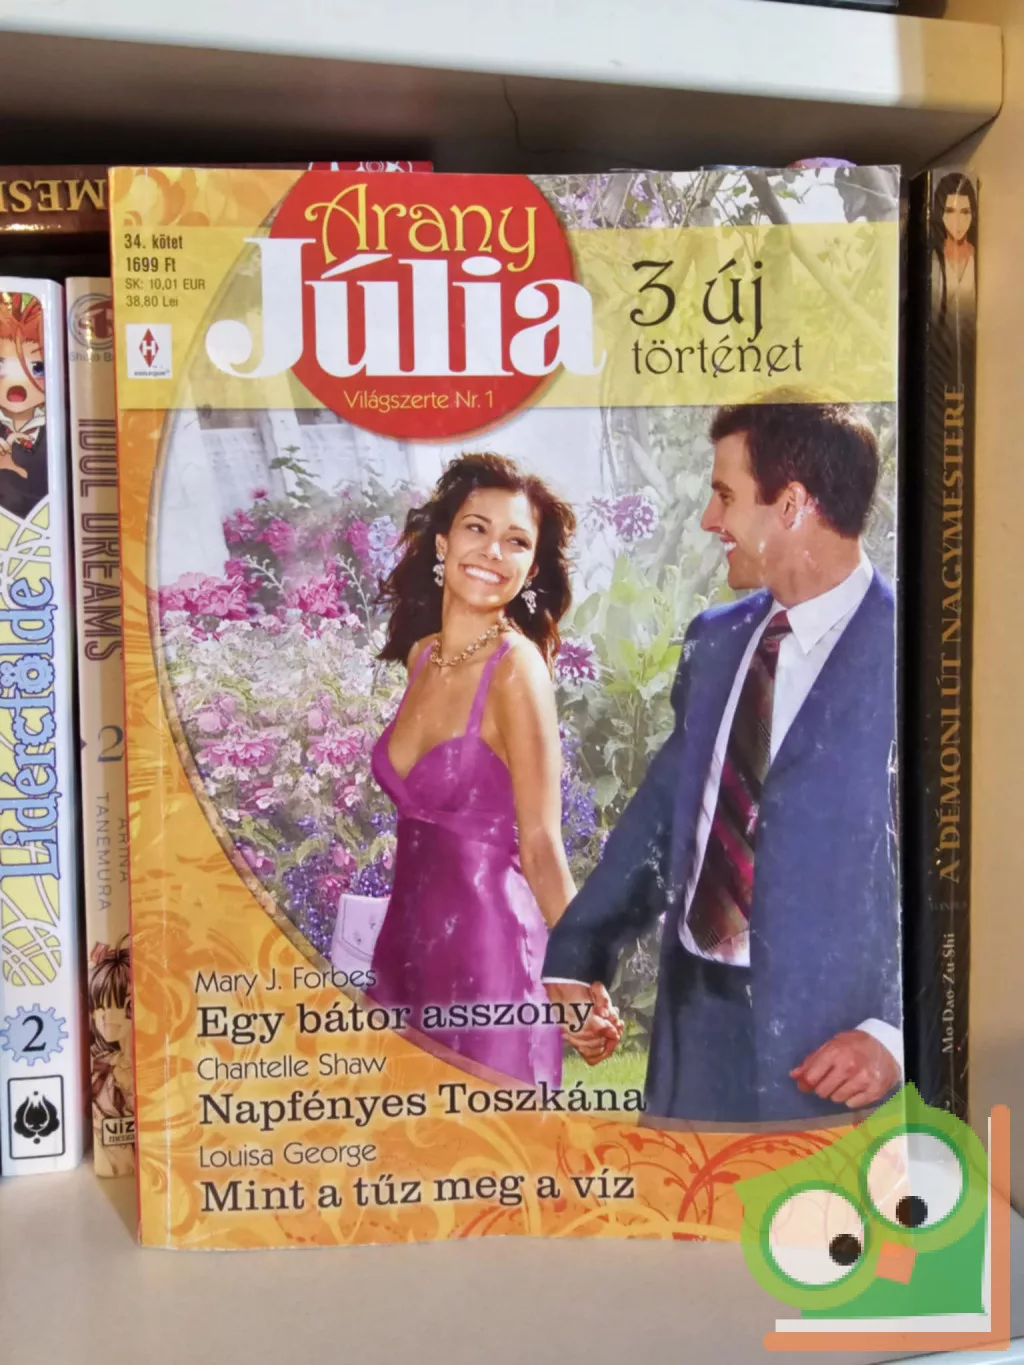 Arany
Júlia
Világszerte Nr. 1
34. kötet
1699 Ft
SK: 10,01 EUR
38,80 Lei
H
3 új
történet
Mary J. Forbes
Egy bátor asszony
Chantelle Shaw
Napfényes Toszkána
Louisa George
Mint a tűz meg a víz
MES
Lidércfölde
2
IDOL DREAMS
2
ARINA
TANEMURA
VIZ
A DÉMONI ÚT NAGYMESTERE
Mo Dao Zu Shi